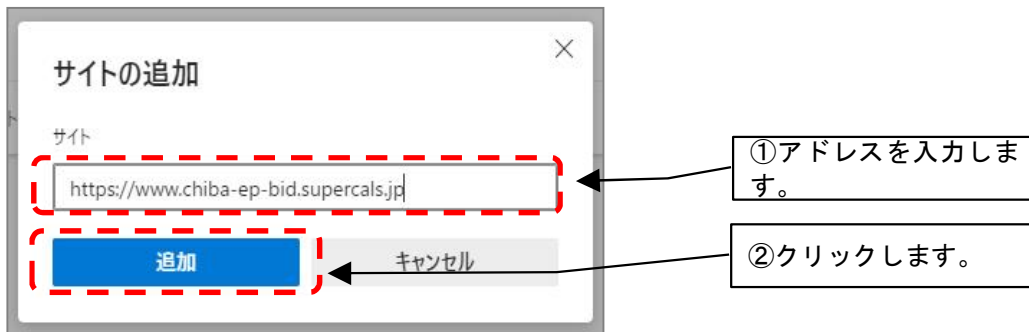 サイトの追加
サイト
https://www.chiba-ep-bid.supercals.jp
追加
キャンセル
①アドレスを入力しま
す。
②クリックします。